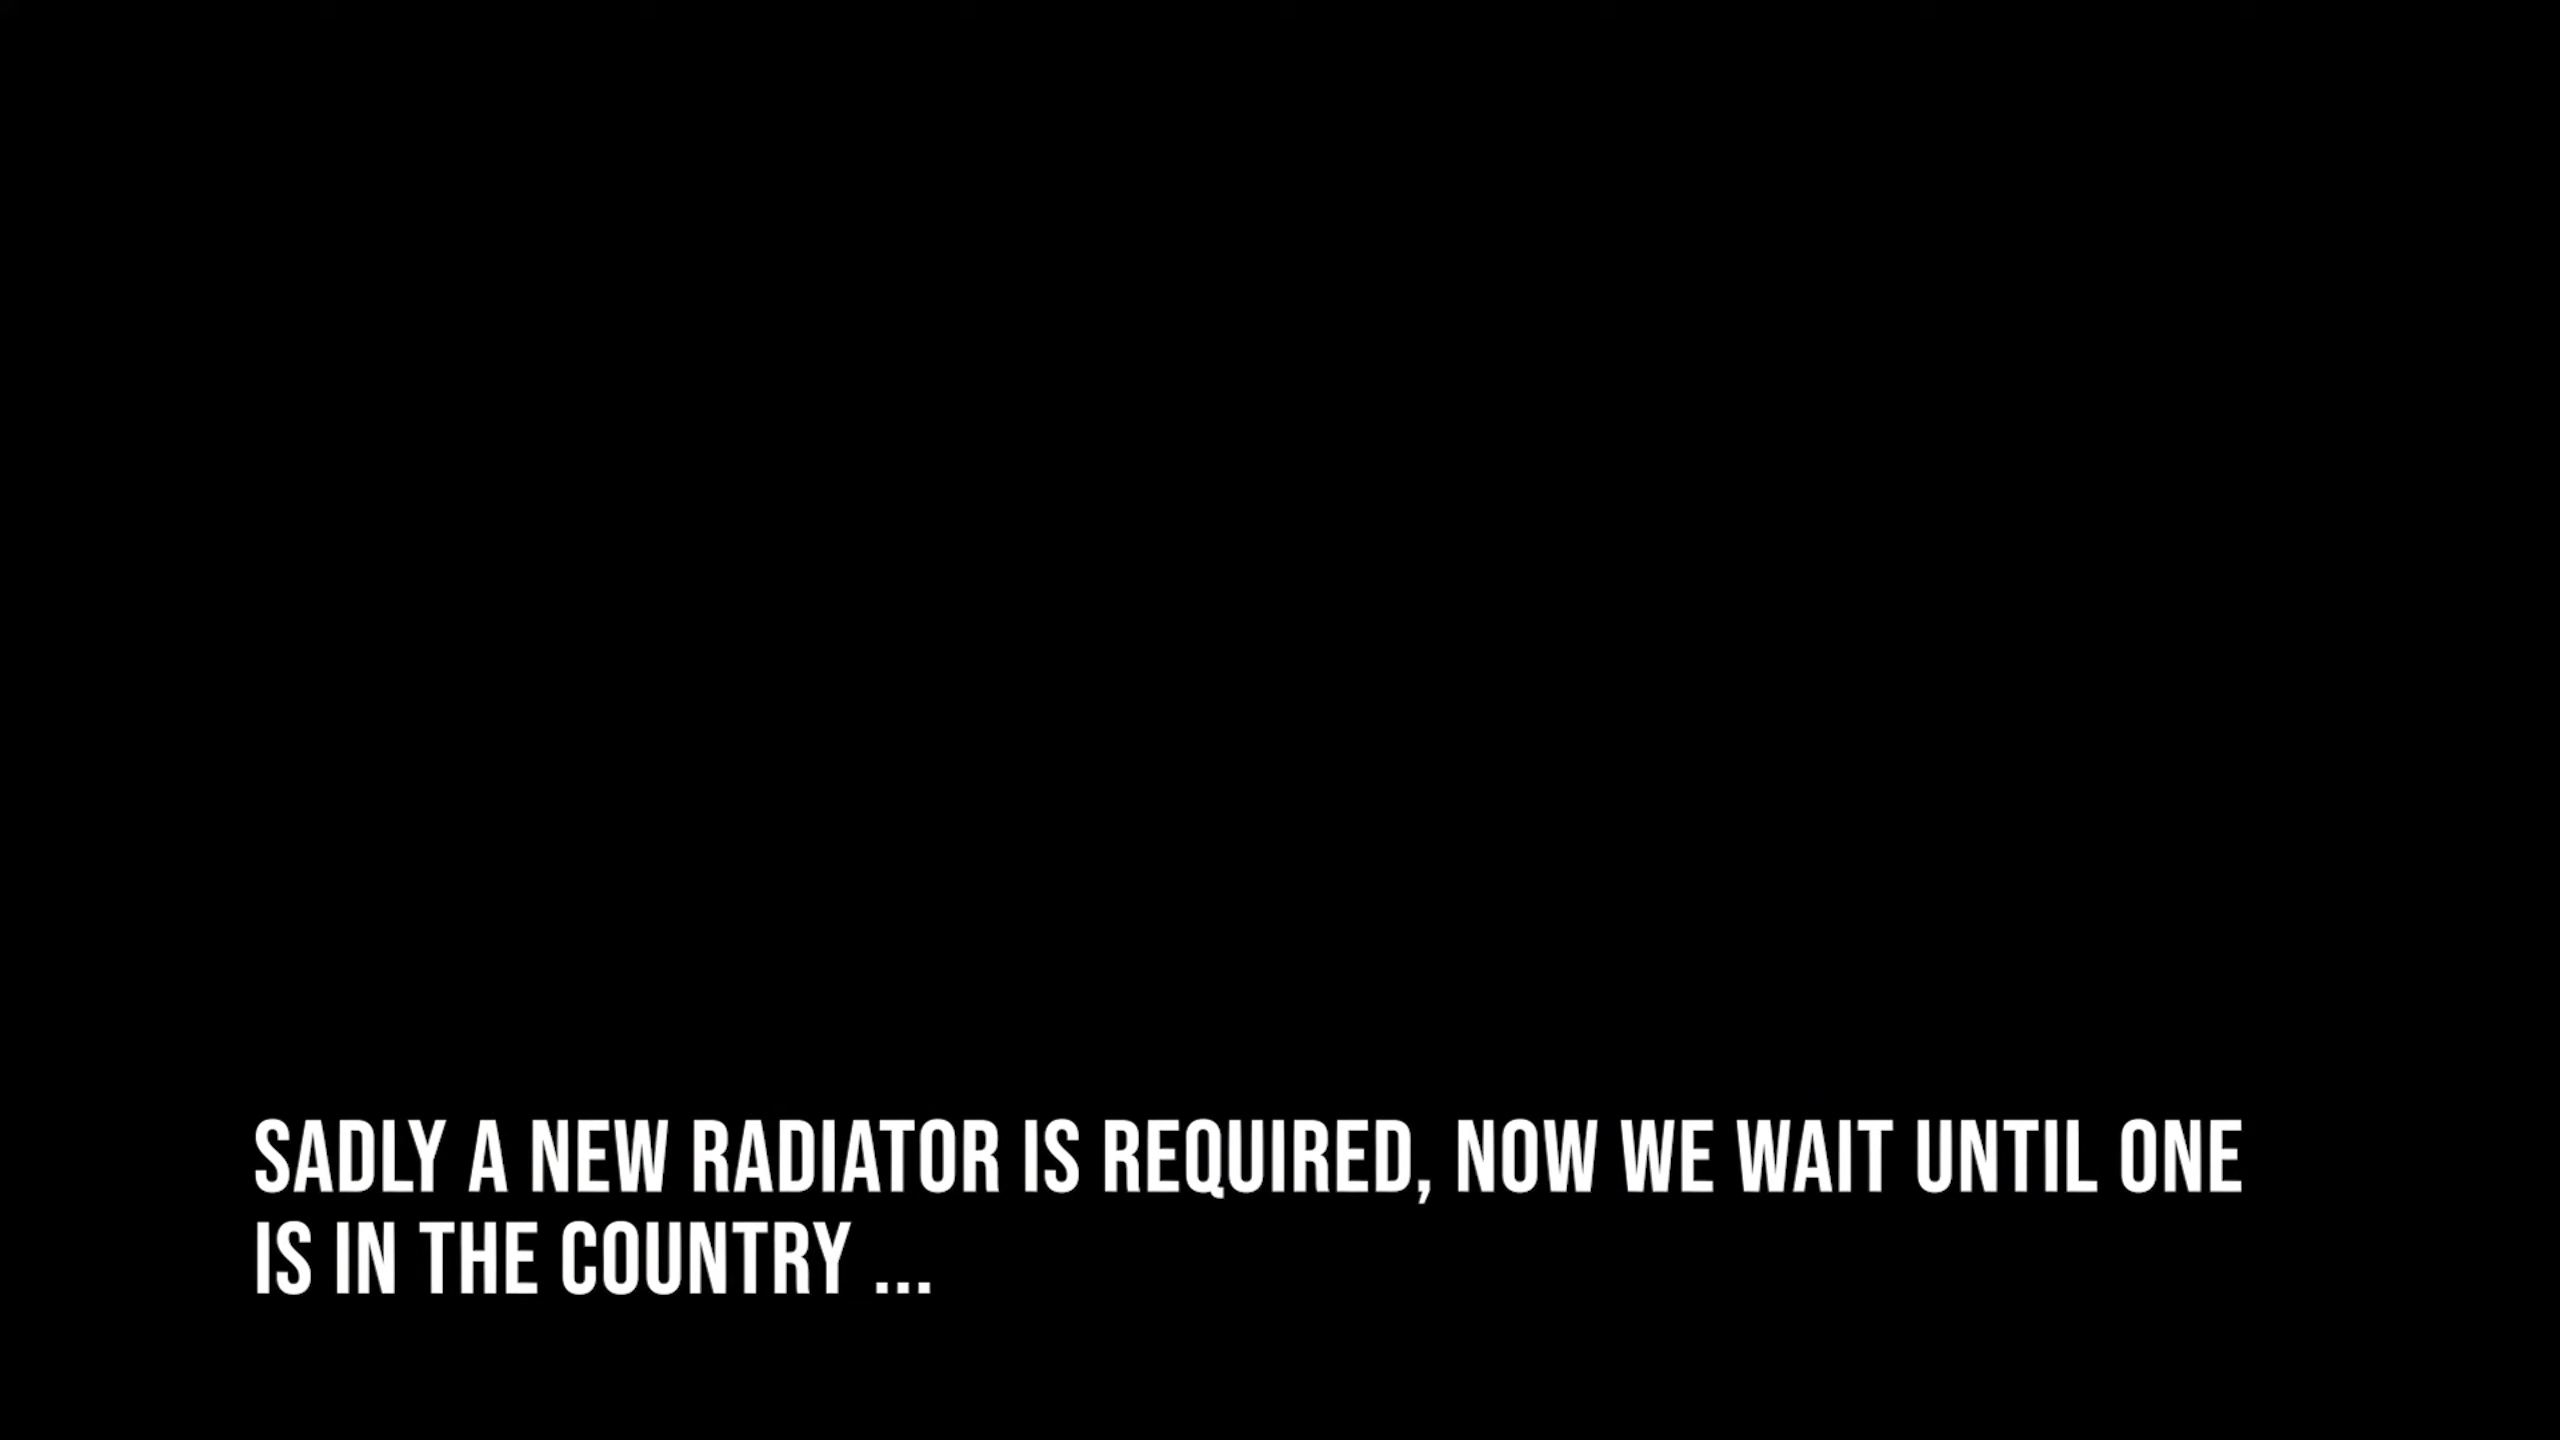 SADLY A NEW RADIATOR IS REQUIRED, NOW WE WAIT UNTIL ONE
IS IN THE COUNTRY ...